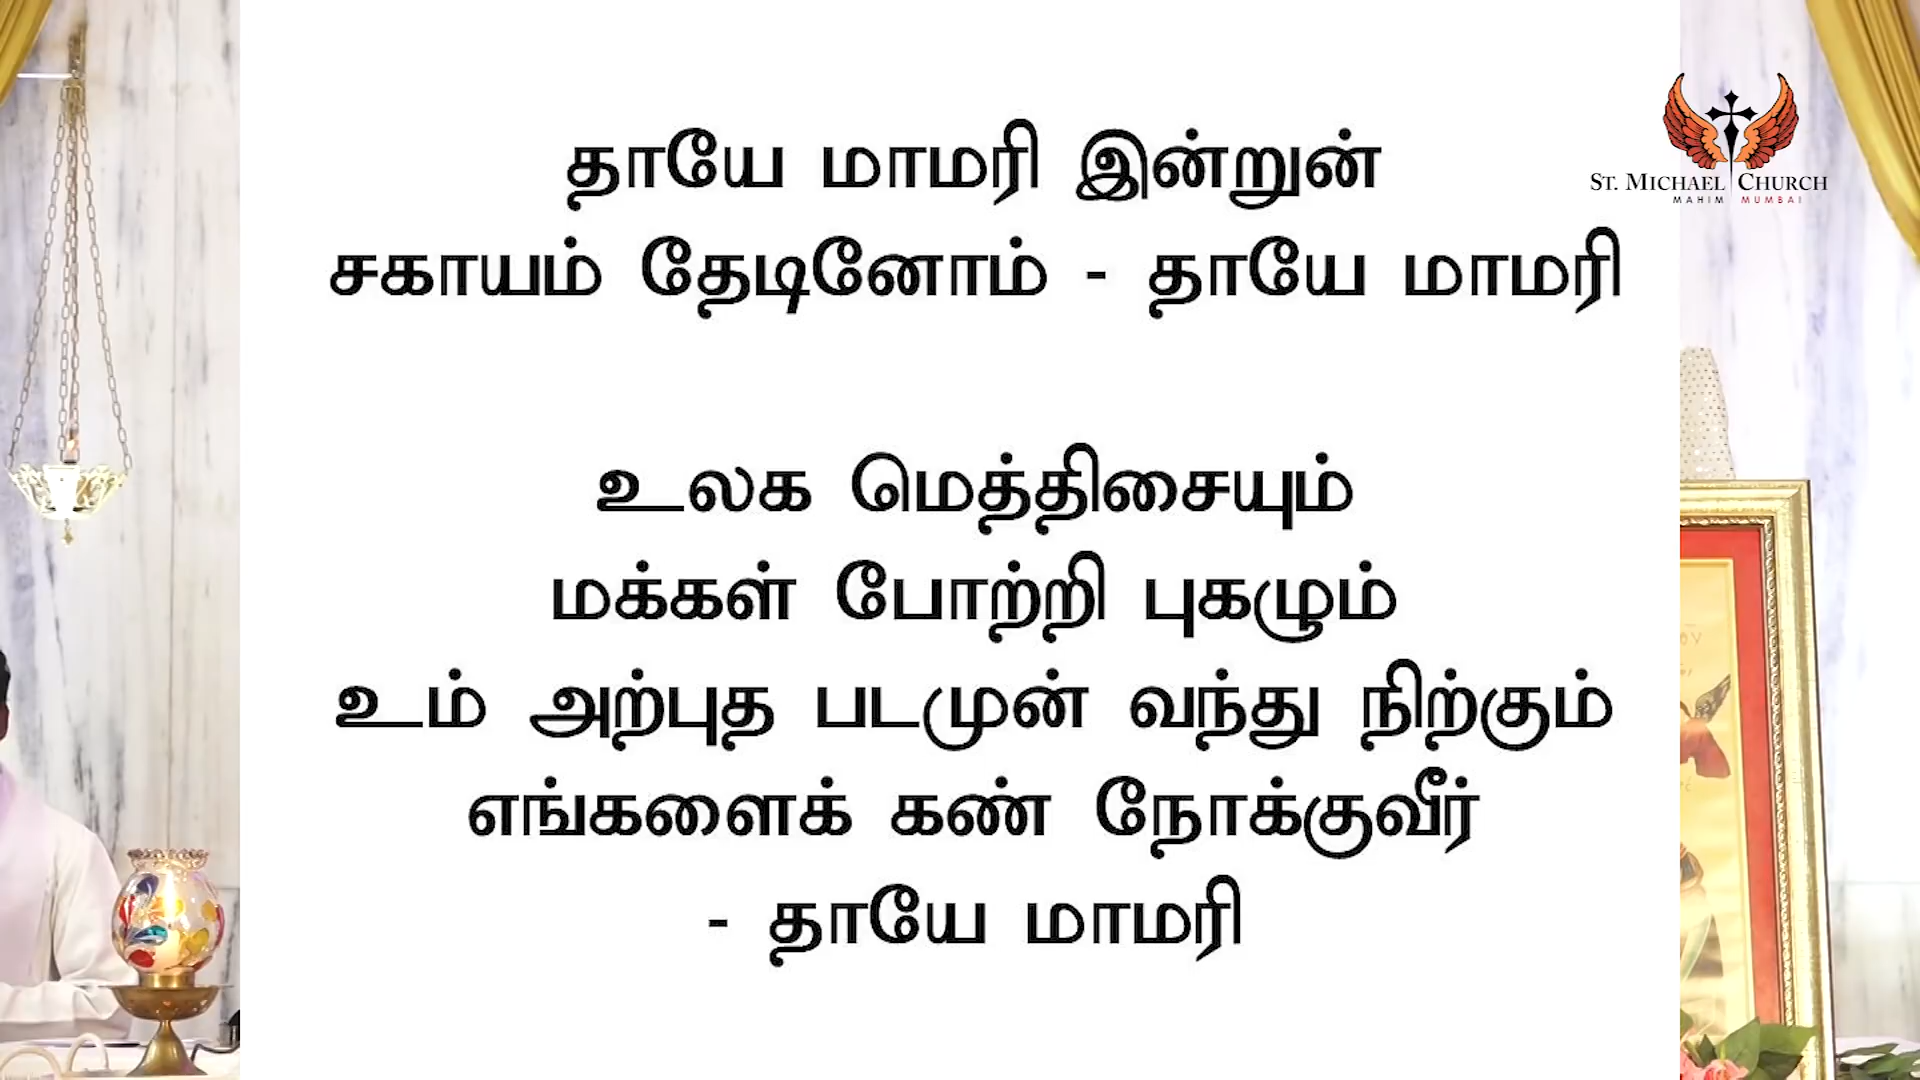 தாயே மாமரி இன்றுன்
சகாயம் தேடினோம் - தாயே மாமரி
உலக மெத்திசையும்
மக்கள் போற்றி புகழும்
உம் அற்புத படமுன் வந்து நிற்கும்
எங்களைக் கண் நோக்குவீர்
- தாயே மாமரி
ST. MICHAEL CHURCH
MAHIM MUMBAI